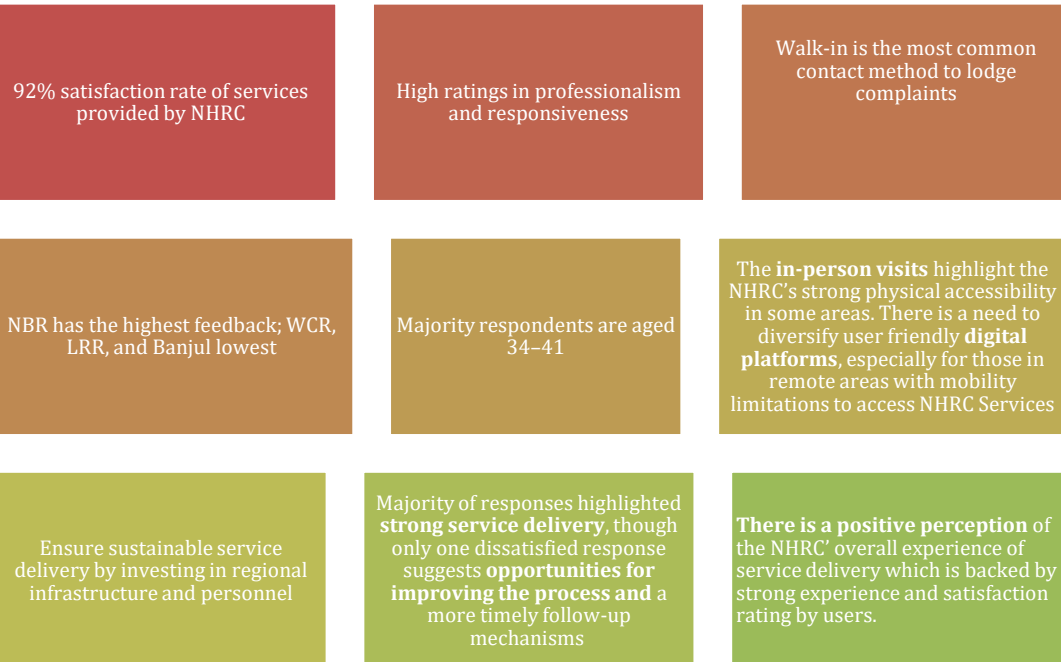 92% satisfaction rate of services
provided by NHRC
High ratings in professionalism
and responsiveness
Walk-in is the most common
contact method to lodge
complaints
NBR has the highest feedback; WCR,
LRR, and Banjul lowest
Majority respondents are aged
34–41
The in-person visits highlight the
NHRC's strong physical accessibility
in some areas. There is a need to
diversify user friendly digital
platforms, especially for those in
remote areas with mobility
limitations to access NHRC Services
Ensure sustainable service
delivery by investing in regional
infrastructure and personnel
Majority of responses highlighted
strong service delivery, though
only one dissatisfied response
suggests opportunities for
improving the process and a
more timely follow-up
mechanisms
There is a positive perception of
the NHRC' overall experience of
service delivery which is backed by
strong experience and satisfaction
rating by users.